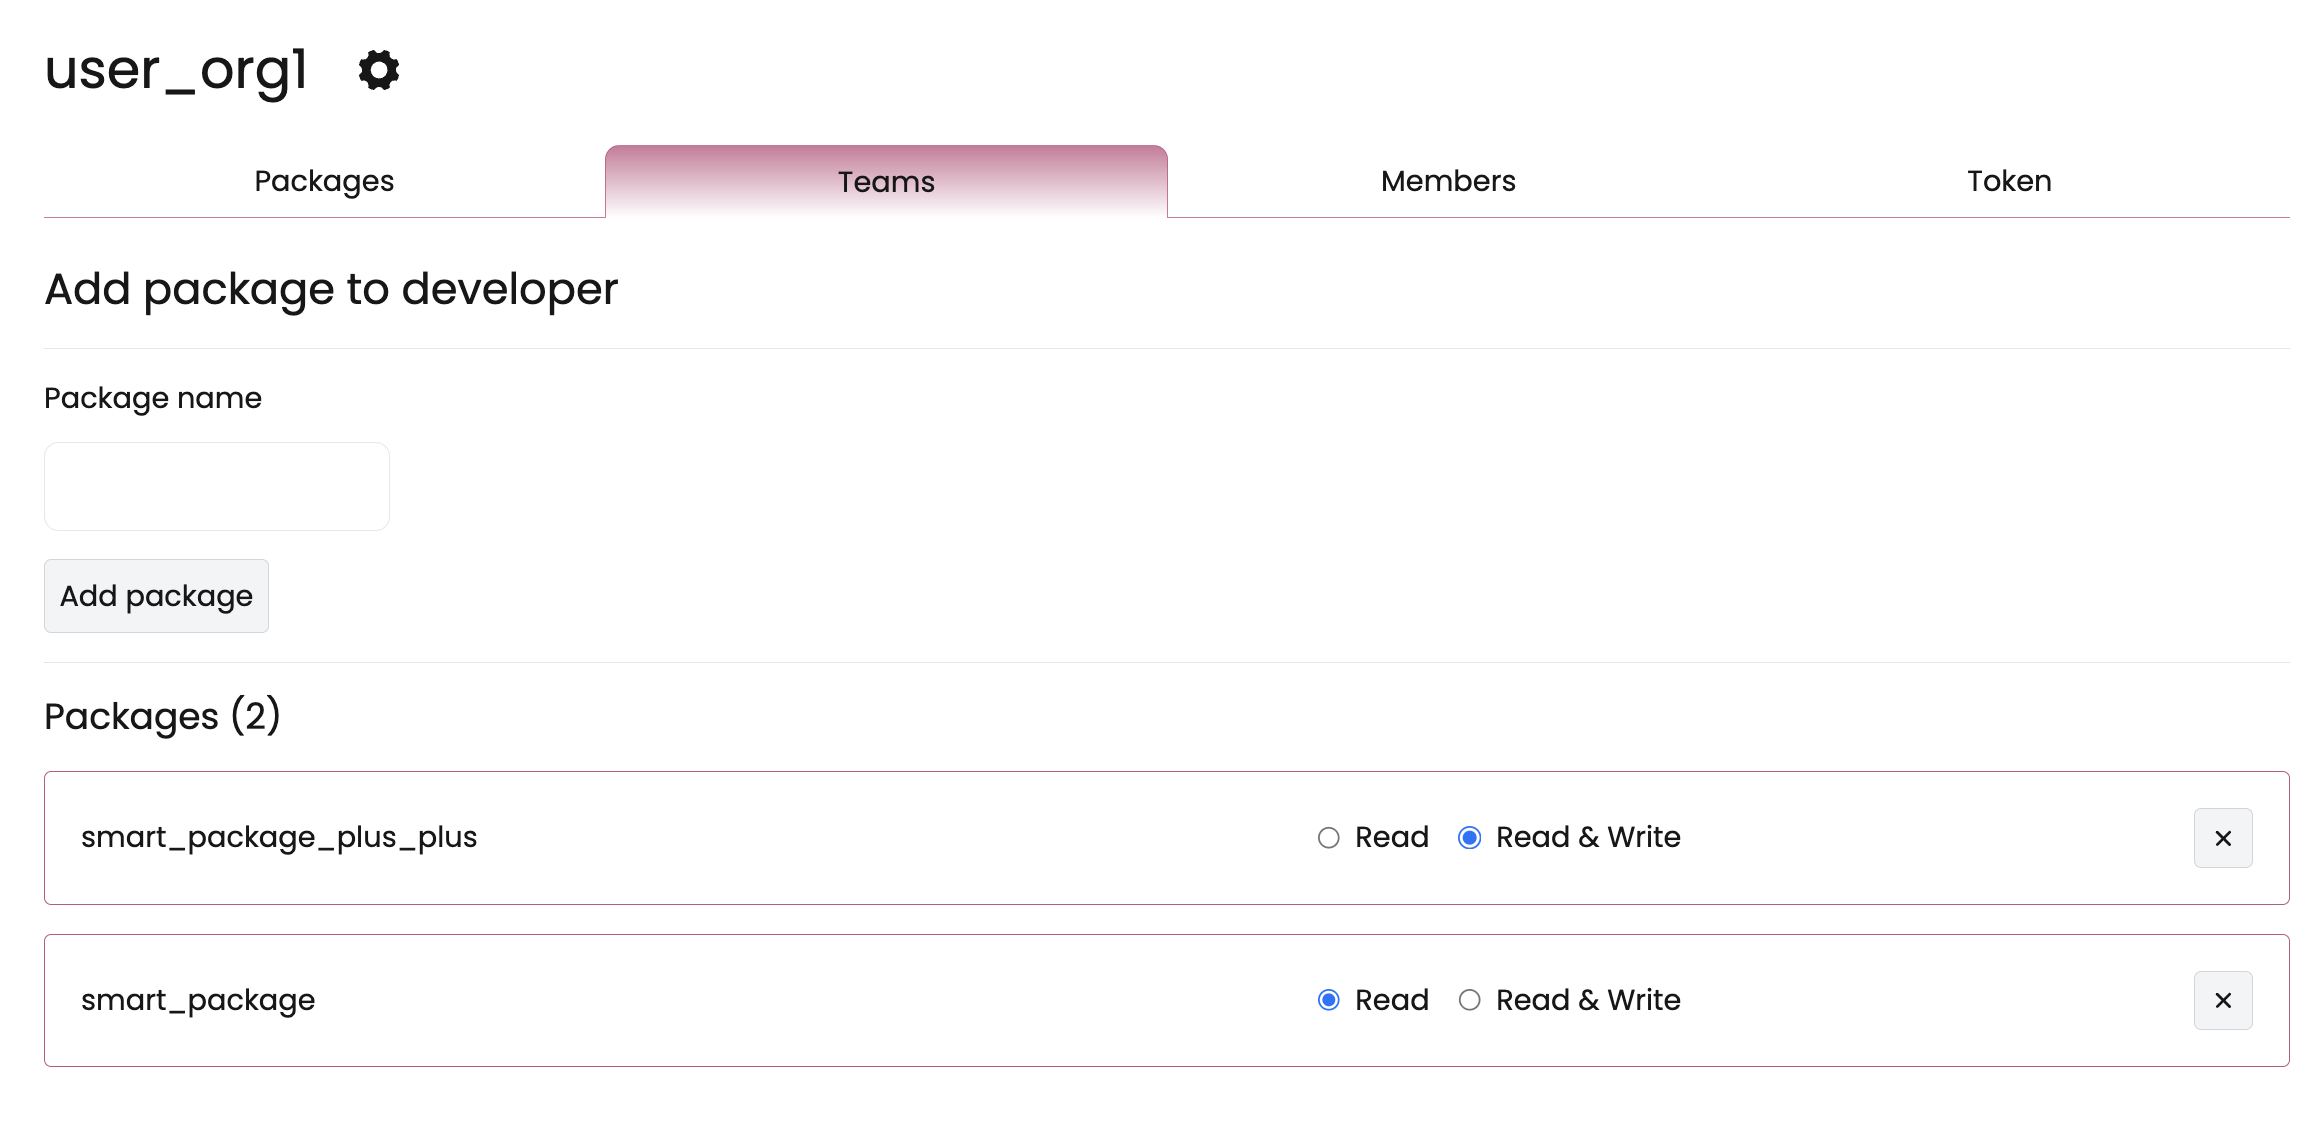 user_org1
Packages Teams Members Token
Add package to developer
Package name
Add package
Packages (2)
smart_package_plus_plus Read Read & Write
smart_package Read Read & Write